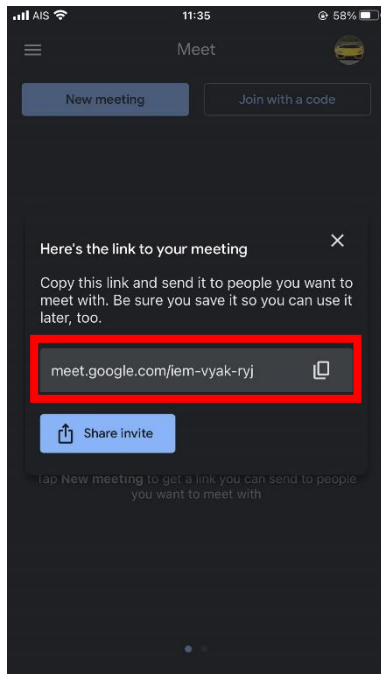 AIS 11:35 58%
Meet
New meeting Join with a code
Here's the link to your meeting
Copy this link and send it to people you want to
meet with. Be sure you save it so you can use it
later, too.
meet.google.com/iem-vyak-ryj
Share invite
Tap New meeting to get a link you can send to people
you want to meet with